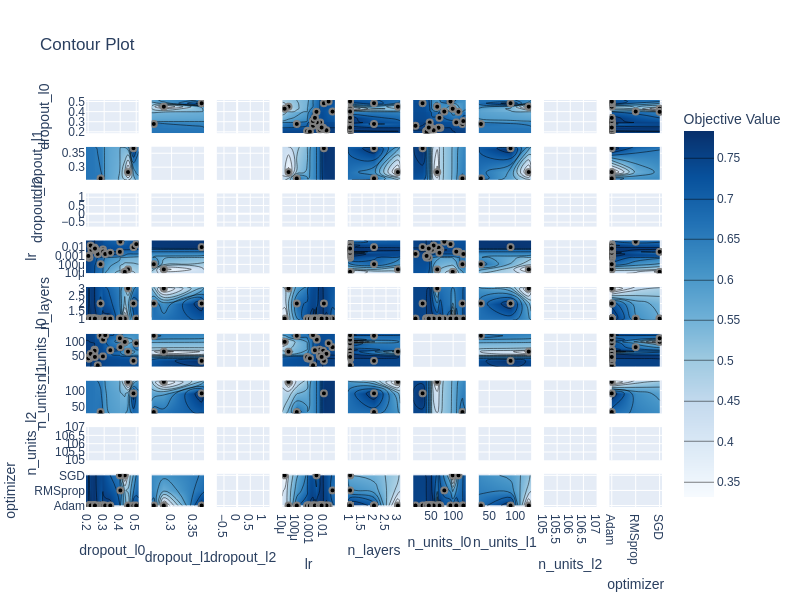 Contour Plot
Objective Value
dropout_l0
0.5
0.4
0.3
0.2
dropout_l1
0.35
0.3
dropout_l2
1
0.5
0
−0.5
lr
0.01
0.001
100μ
10μ
n_layers
3
2.5
2
1.5
1
n_units_l0
100
50
n_units_l1
100
50
n_units_l2
107
106.5
106
105.5
105
optimizer
SGD
RMSprop
Adam
0.75
0.7
0.65
0.6
0.55
0.5
0.45
0.4
0.35
0.2 0.3 0.4 0.5
0.3 0.35
−0.5 0 0.5 1
10μ 100μ 0.001 0.01
1 1.5 2 2.5 3
50 100
50 100
105 105.5 106 106.5 107
Adam RMSprop SGD
dropout_l0 dropout_l1 dropout_l2 lr n_layers n_units_l0 n_units_l1 n_units_l2 optimizer